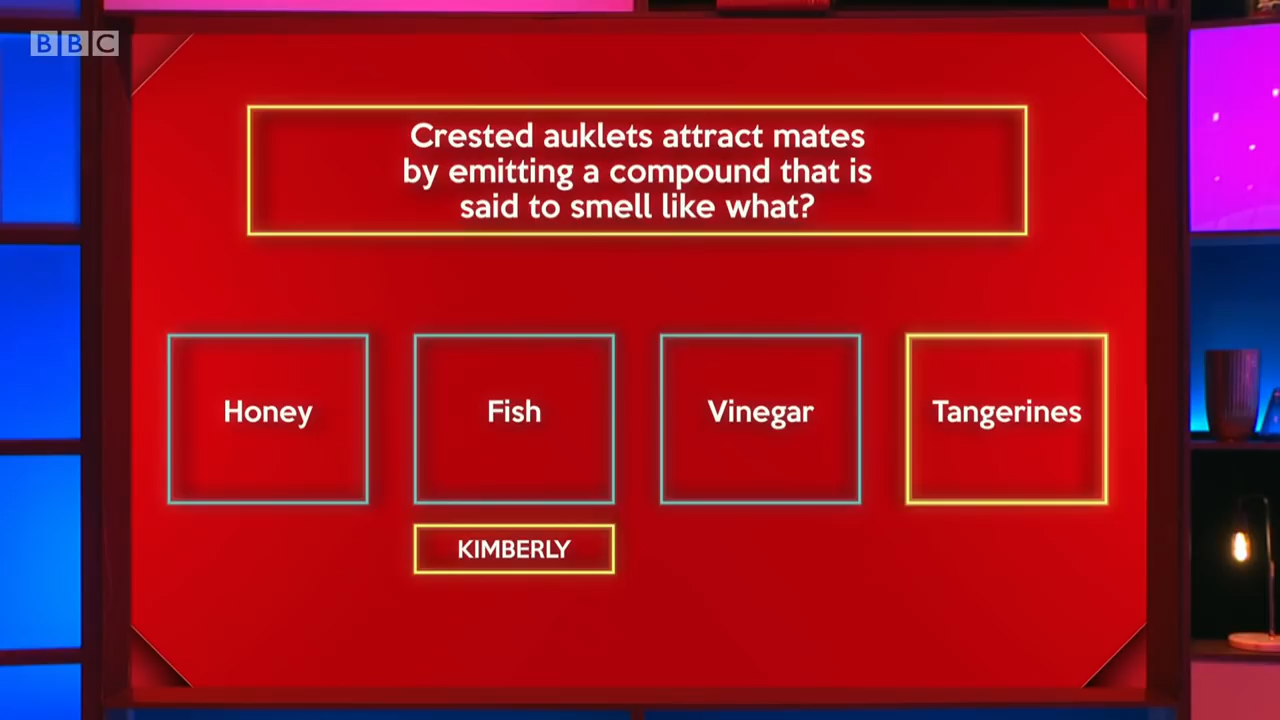 BBC
Crested auklets attract mates
by emitting a compound that is
said to smell like what?
Honey
Fish
Vinegar
Tangerines
KIMBERLY